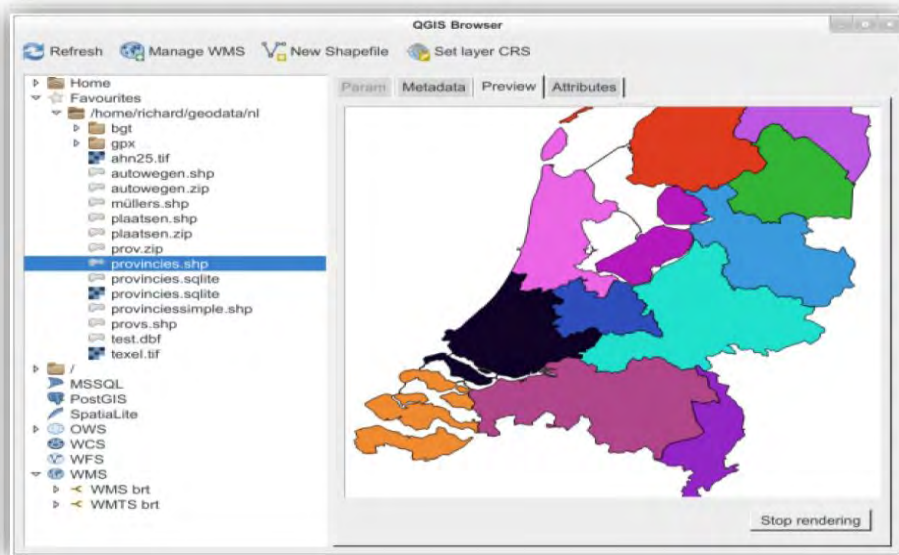 QGIS Browser
Refresh Manage WMS New Shapefile Set layer CRS
Home
Favourites
/home/richard/geodata/nl
bgt
gpx
ahn25.tif
autowegen.shp
autowegen.zip
müllers.shp
plaatsen.shp
plaatsen.zip
prov.zip
provincies.shp
provincies.sqlite
provincies.sqlite
provinciessimple.shp
provs.shp
test.dbf
texel.tif
/
MSSQL
PostGIS
SpatiaLite
OWS
WCS
WFS
WMS
WMS brt
WMTS brt
Param Metadata Preview Attributes
Stop rendering